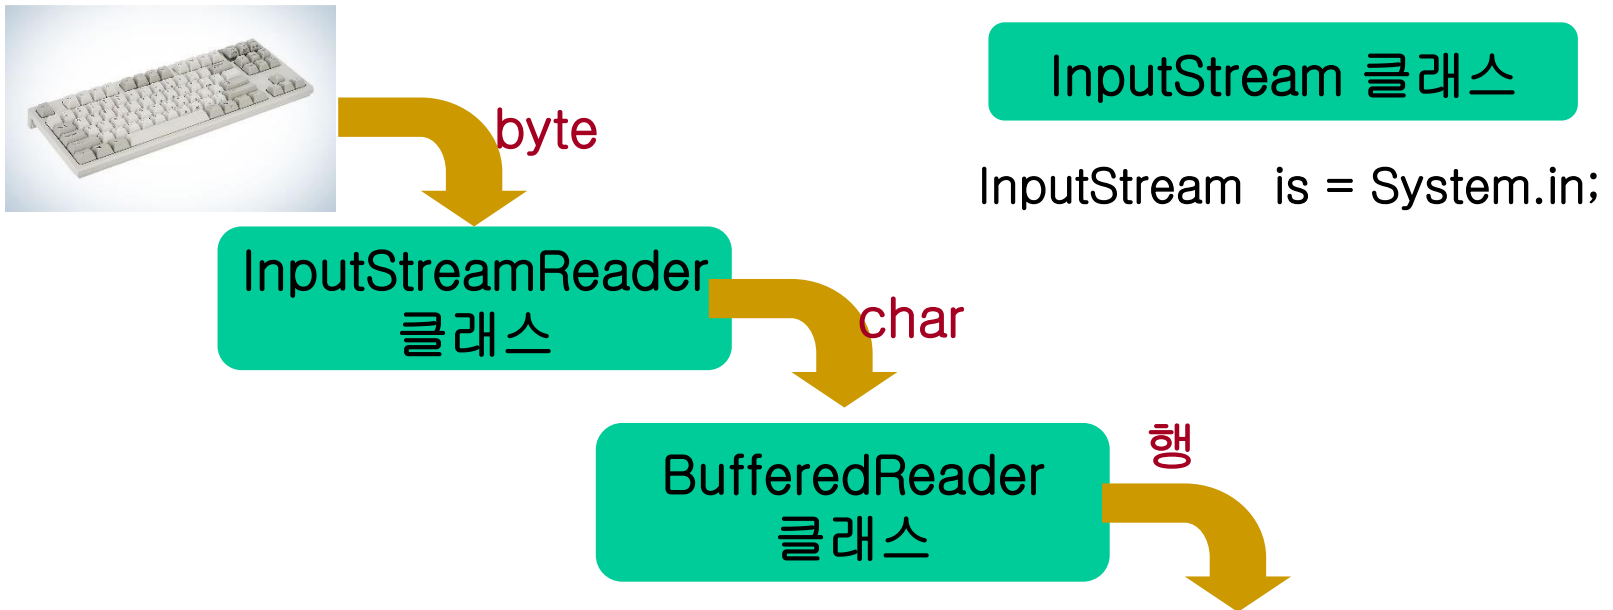 InputStream 클래스
byte
InputStream is = System.in;
InputStreamReader
클래스
char
행
BufferedReader
클래스